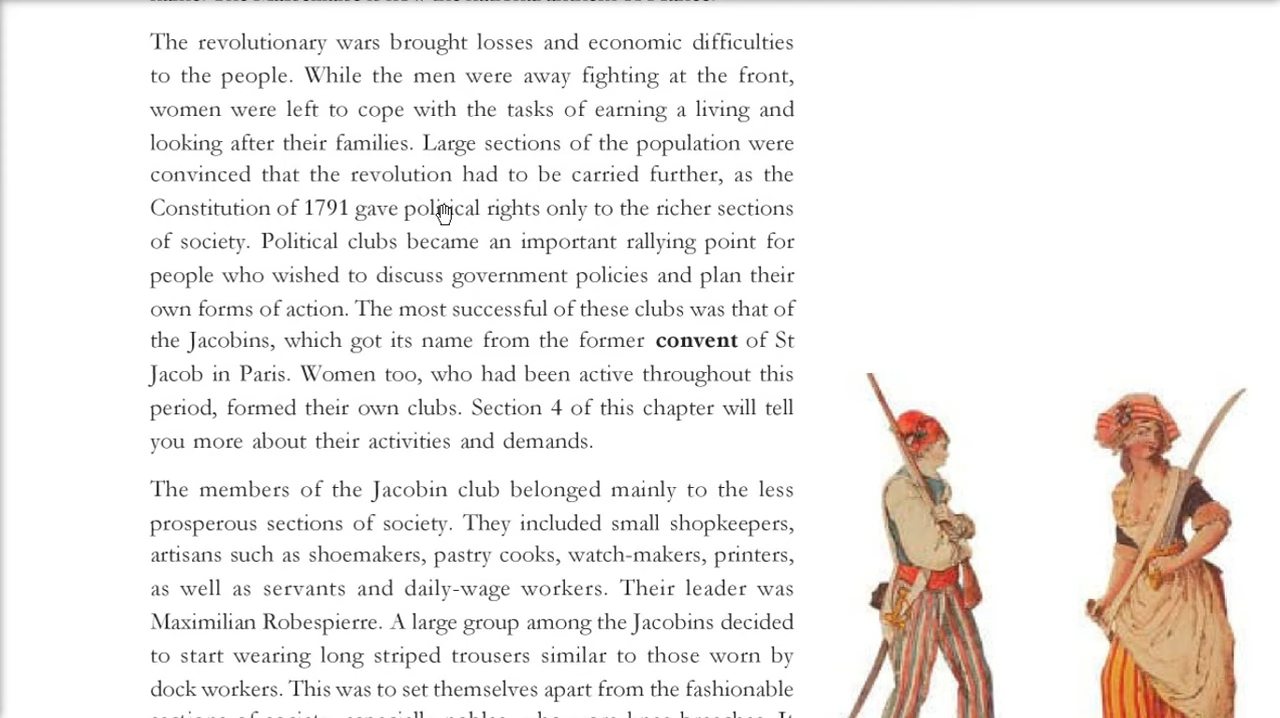 The revolutionary wars brought losses and economic difficulties
to the people. While the men were away fighting at the front,
women were left to cope with the tasks of earning a living and
looking after their families. Large sections of the population were
convinced that the revolution had to be carried further, as the
Constitution of 1791 gave political rights only to the richer sections
of society. Political clubs became an important rallying point for
people who wished to discuss government policies and plan their
own forms of action. The most successful of these clubs was that of
the Jacobins, which got its name from the former convent of St
Jacob in Paris. Women too, who had been active throughout this
period, formed their own clubs. Section 4 of this chapter will tell
you more about their activities and demands.
The members of the Jacobin club belonged mainly to the less
prosperous sections of society. They included small shopkeepers,
artisans such as shoemakers, pastry cooks, watch-makers, printers,
as well as servants and daily-wage workers. Their leader was
Maximilian Robespierre. A large group among the Jacobins decided
to start wearing long striped trousers similar to those worn by
dock workers. This was to set themselves apart from the fashionable